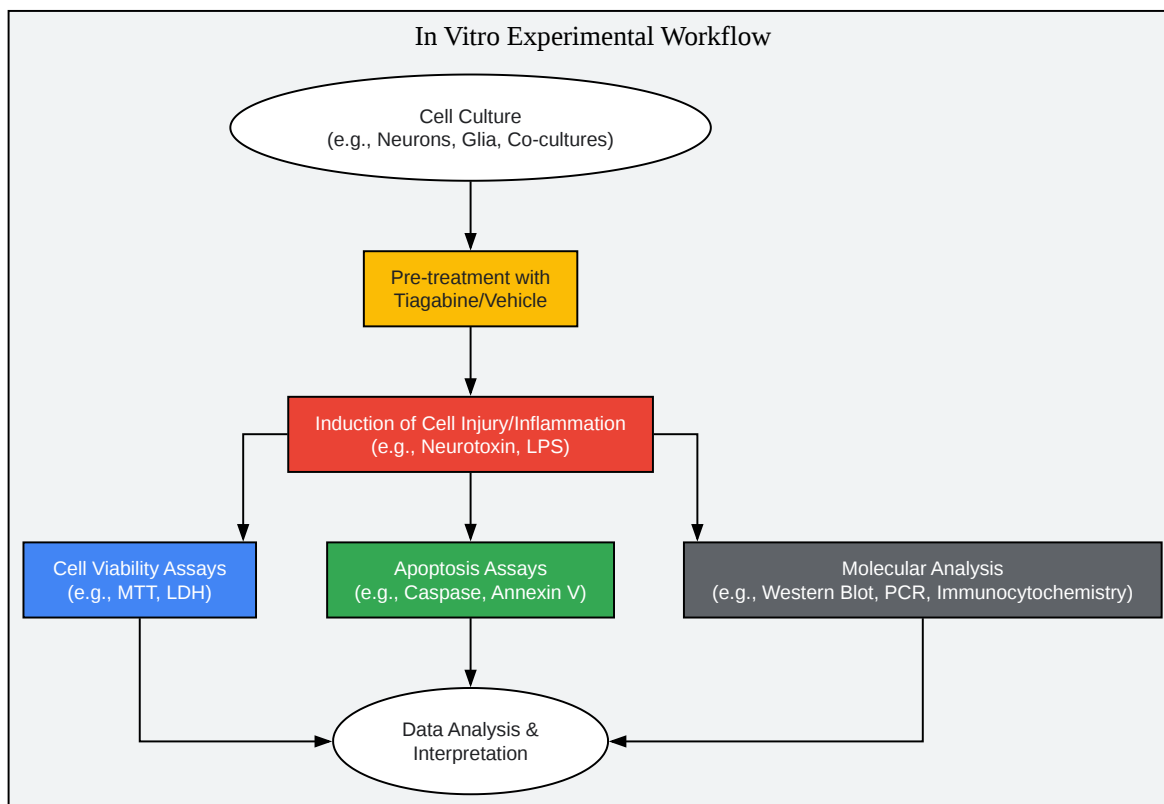 In Vitro Experimental Workflow
Cell Culture
(e.g., Neurons, Glia, Co-cultures)
Pre-treatment with
Tiagabine/Vehicle
Induction of Cell Injury/Inflammation
(e.g., Neurotoxin, LPS)
Cell Viability Assays
(e.g., MTT, LDH)
Apoptosis Assays
(e.g., Caspase, Annexin V)
Molecular Analysis
(e.g., Western Blot, PCR, Immunocytochemistry)
Data Analysis &
Interpretation